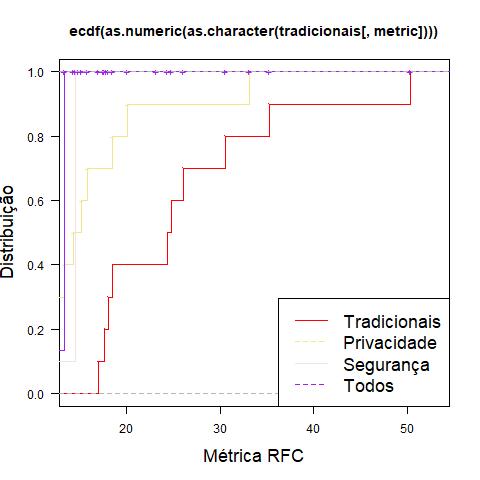 ecdf(as.numeric(as.character(tradicionais[, metric])))
Distribuição
1.0
0.8
0.6
0.4
0.2
0.0
Tradicionais
Privacidade
Segurança
Todos
20
30
40
50
Métrica RFC